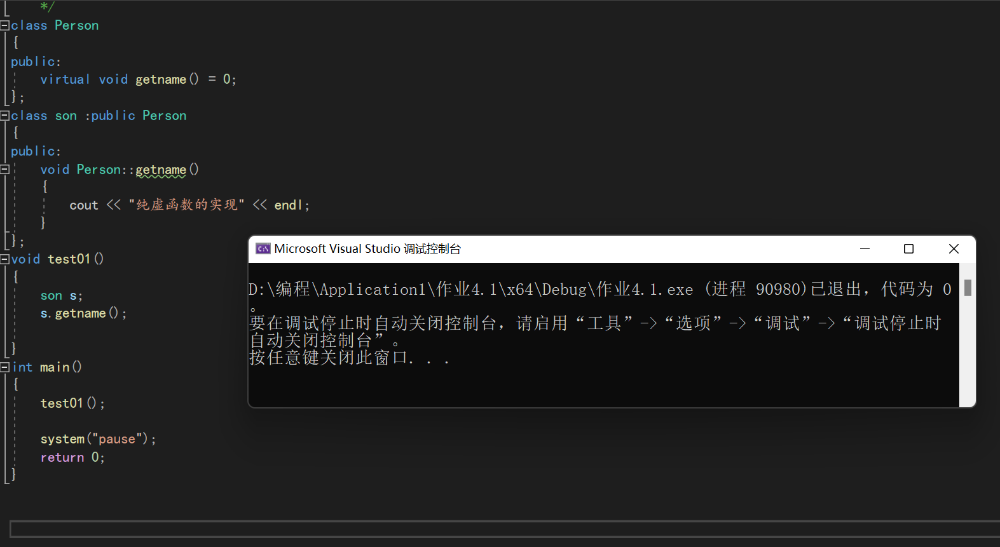 */
class Person
{
public:
virtual void getname() = 0;
};
class son :public Person
{
public:
void Person::getname()
{
cout << "纯虚函数的实现" << endl;
}
};
void test01()
{
son s;
s.getname();
}
int main()
{
test01();
system("pause");
return 0;
}
Microsoft Visual Studio 调试控制台
D:\编程\Application1\作业4.1\x64\Debug\作业4.1.exe (进程 90980)已退出，代码为 0
。
要在调试停止时自动关闭控制台，请启用“工具”->“选项”->“调试”->“调试停止时
自动关闭控制台”。
按任意键关闭此窗口. . .